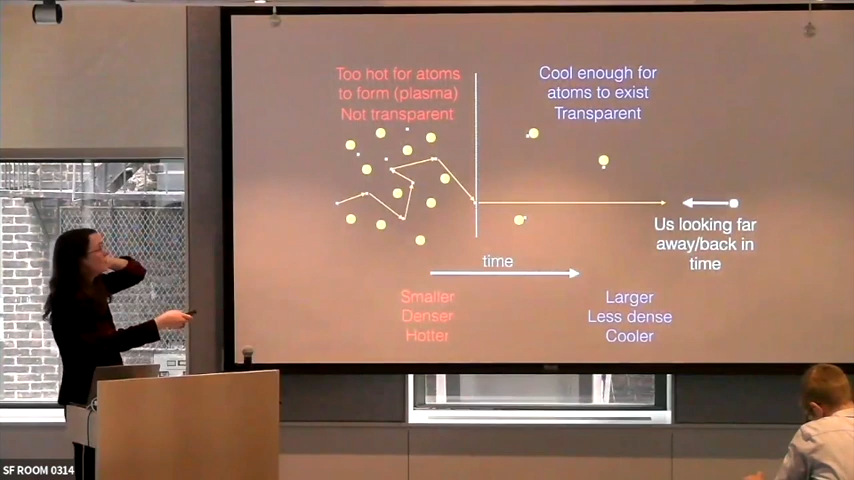 Too hot for atoms
to form (plasma)
Not transparent
Cool enough for
atoms to exist
Transparent
Us looking far
away/back in
time
time
Smaller
Denser
Hotter
Larger
Less dense
Cooler
SF ROOM 0314